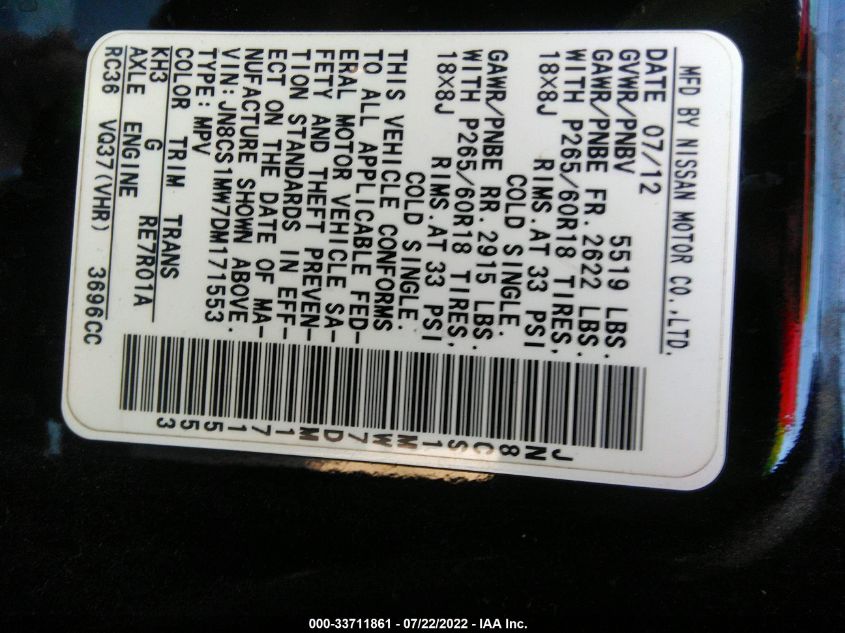 MFD BY NISSAN MOTOR CO.,LTD.
DATE 07/12
GVWR/PNBV 5519 LBS.
GAWR/PNBE FR. 2622 LBS.
WITH P265/60R18 TIRES,
18X8J RIMS.AT 33 PSI
COLD SINGLE.
GAWR/PNBE RR. 2915 LBS.
WITH P265/60R18 TIRES,
18X8J RIMS.AT 33 PSI
COLD SINGLE.
THIS VEHICLE CONFORMS
TO ALL APPLICABLE FED-
ERAL MOTOR VEHICLE SA-
FETY AND THEFT PREVEN-
TION STANDARDS IN EFF-
ECT ON THE DATE OF MA-
NUFACTURE SHOWN ABOVE.
VIN:JN8CS1MW7DM171553
TYPE:MPV
COLOR TRIM TRANS
KH3 G RE7R01A
AXLE ENGINE
RC36 VQ37(VHR) 3696CC
JN8CS1MW7DM171553
000-33711861 - 07/22/2022 - IAA Inc.